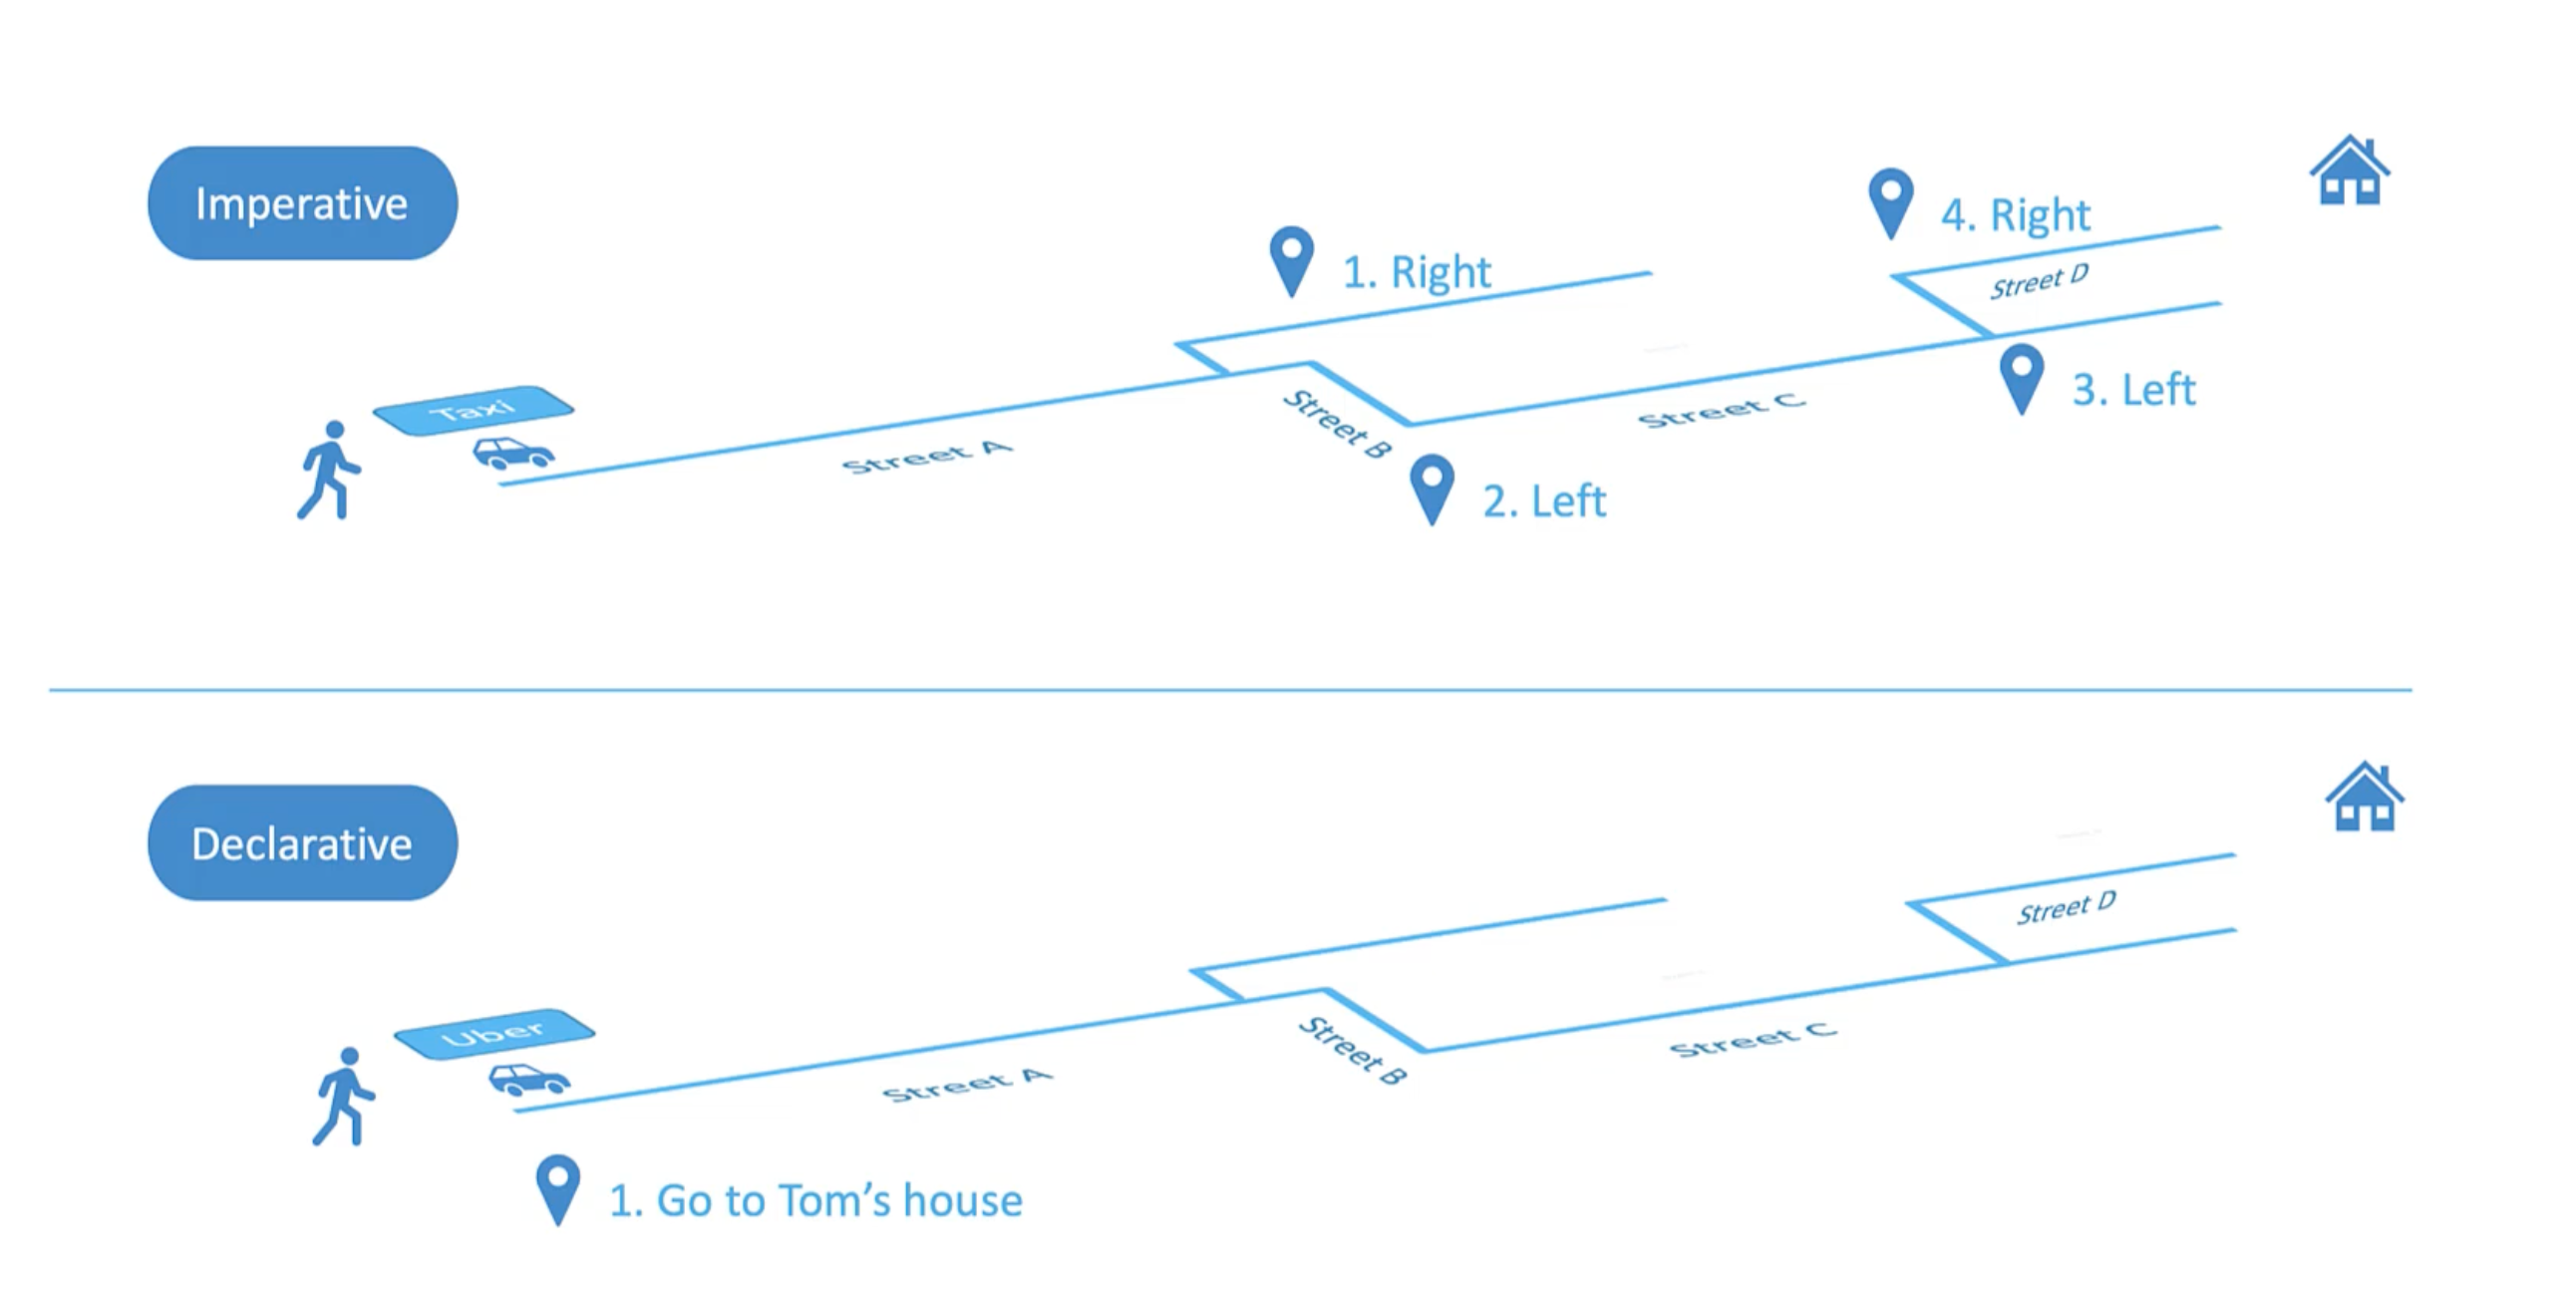 Imperative
4. Right
1. Right
Street D
3. Left
Taxi
Street C
Street B
Street A
2. Left
Declarative
Street D
Uber
Street C
Street B
Street A
1. Go to Tom’s house